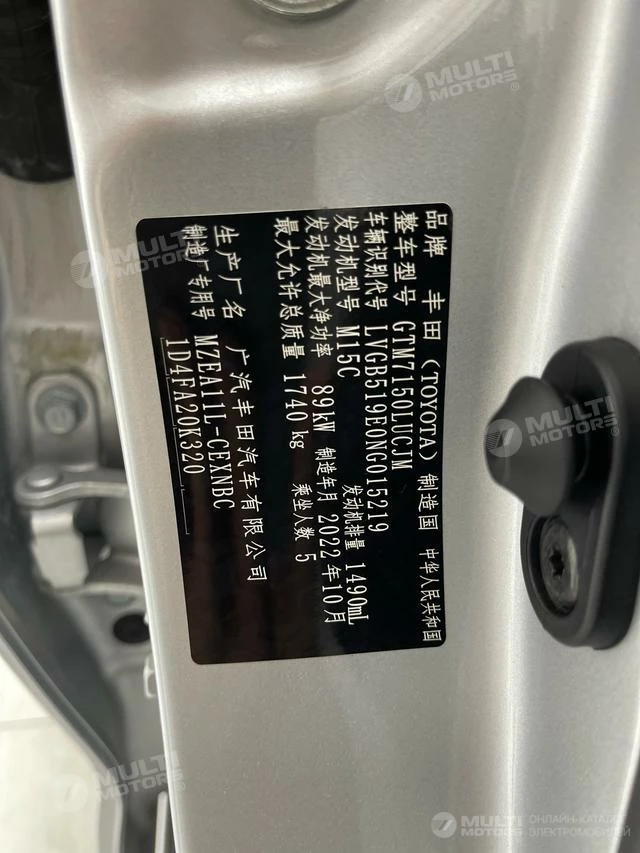 品牌 丰田 (TOYOTA) 制造国 中华人民共和国
整车型号 GTM7150LUCJM
车辆识别代号 LVGB519E0NG015219
发动机型号 M15C 发动机排量 1490mL
发动机最大净功率 89kW 制造年月 2022年10月
最大允许总质量 1740 kg 乘坐人数 5
生产厂名 广汽丰田汽车有限公司
制造厂专用号 MZEA11L-CEXNBC
1D4FA20K320
MULTI
MOTORS®
MULTI
MOTORS®
MULTI
MOTORS®
MULTI
MOTORS®
MULTI
MOTORS®
MULTI
MOTORS
ОНЛАЙН-КАТАЛОГ
ЭЛЕКТРОМОБИЛЕЙ